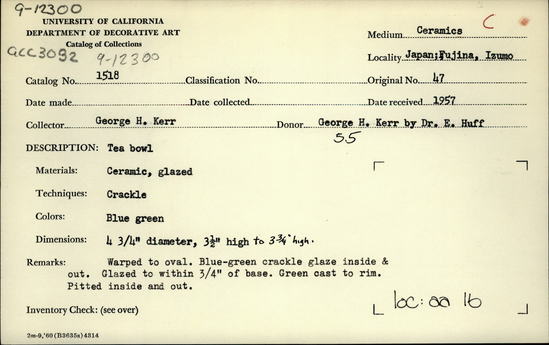 9-12300
UNIVERSITY OF CALIFORNIA
DEPARTMENT OF DECORATIVE ART
Catalog of Collections
Medium Ceramics C
GCC3092 9-12300
Locality Japan;Fujina, Izumo
Catalog No. 1518 Classification No. Original No. 47
Date made Date collected Date received 1957
Collector George H. Kerr Donor George H. Kerr by Dr. E. Huff
55
DESCRIPTION: Tea bowl
Materials: Ceramic, glazed
Techniques: Crackle
Colors: Blue green
Dimensions: 4 3/4" diameter, 3½" high to 3¾" high.
Remarks: Warped to oval. Blue-green crackle glaze inside &
out. Glazed to within 3/4" of base. Green cast to rim.
Pitted inside and out.
loc: aa 16
Inventory Check: (see over)
2m-9,'60 (B3635s) 4314